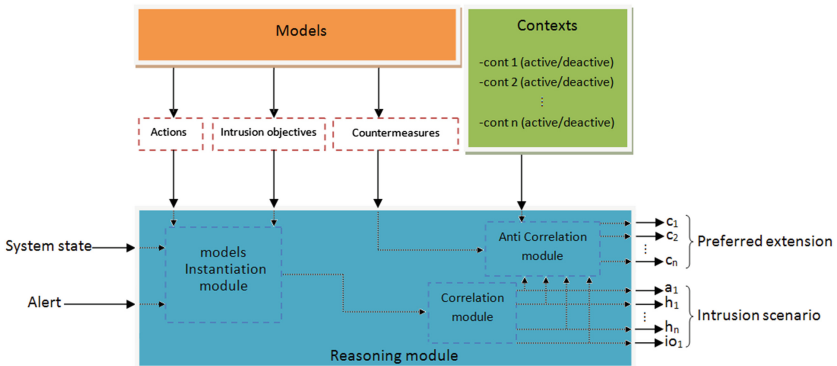 Models
Contexts
-cont 1 (active/deactive)
-cont 2 (active/deactive)
⋮
-cont n (active/deactive)
Actions
Intrusion objectives
Countermeasures
System state
Alert
models
Instantiation
module
Anti Correlation
module
Correlation
module
Reasoning module
c1
c2
⋮
cn
Preferred extension
a1
h1
⋮
hn
io1
Intrusion scenario